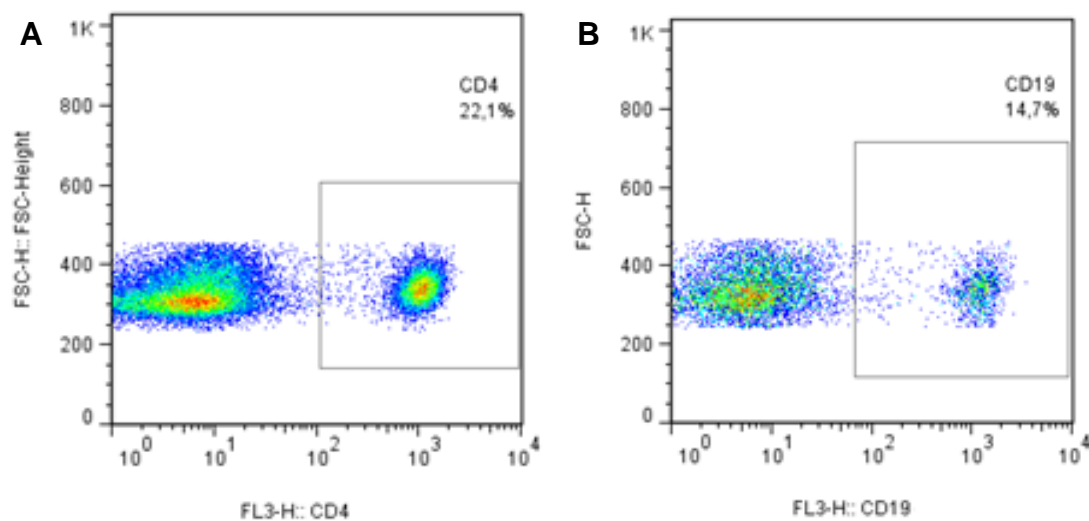 A
1K
800
600
400
200
0
FSC-H:: FSC-Height
CD4
22,1%
10^0 10^1 10^2 10^3 10^4
FL3-H:: CD4
B
1K
800
600
400
200
0
FSC-H
CD19
14,7%
10^0 10^1 10^2 10^3 10^4
FL3-H:: CD19